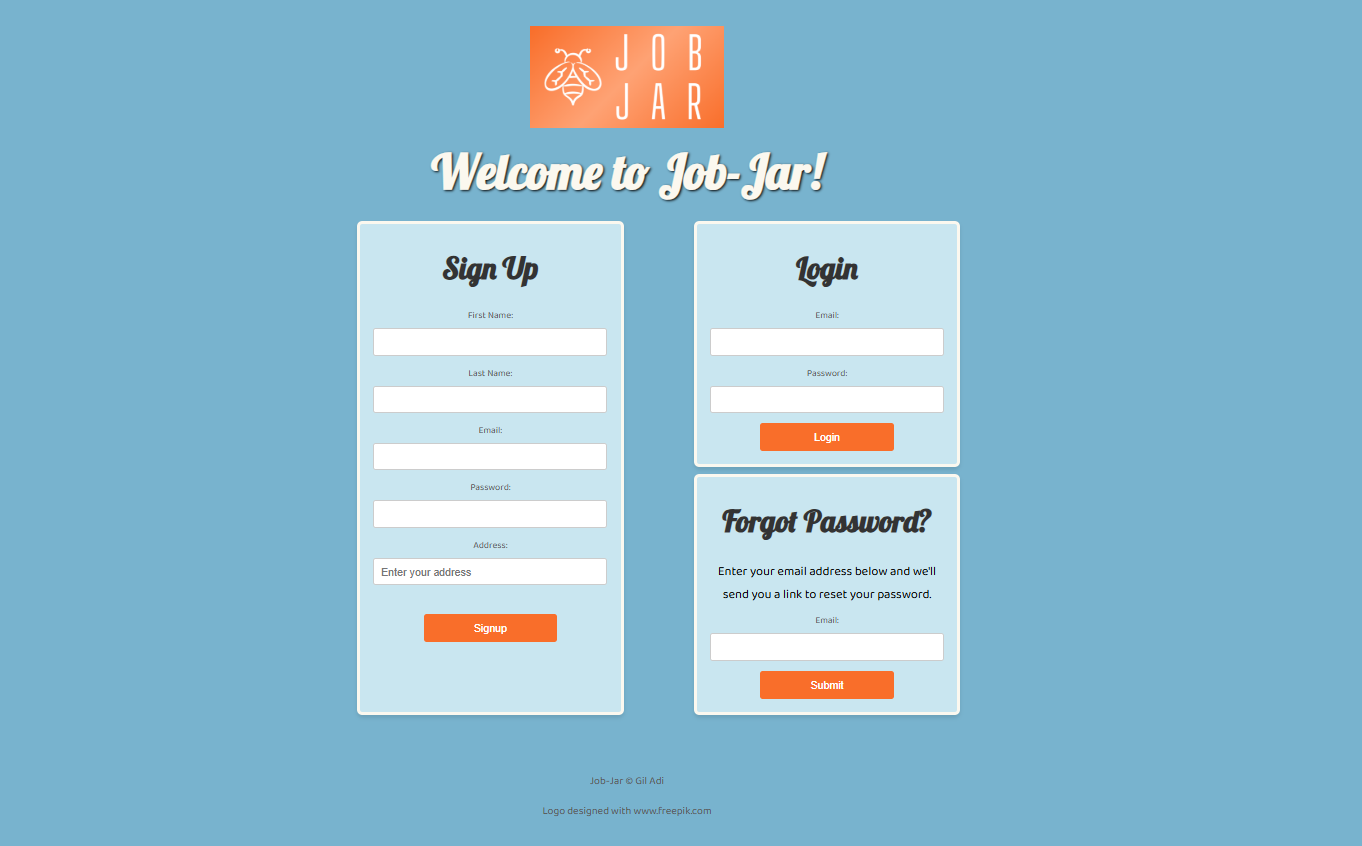 JOB
JAR
Welcome to Job-Jar!
Sign Up
First Name:
Last Name:
Email:
Password:
Address:
Enter your address
Signup
Login
Email:
Password:
Login
Forgot Password?
Enter your email address below and we'll
send you a link to reset your password.
Email:
Submit
Job-Jar © Gil Adi
Logo designed with www.freepik.com